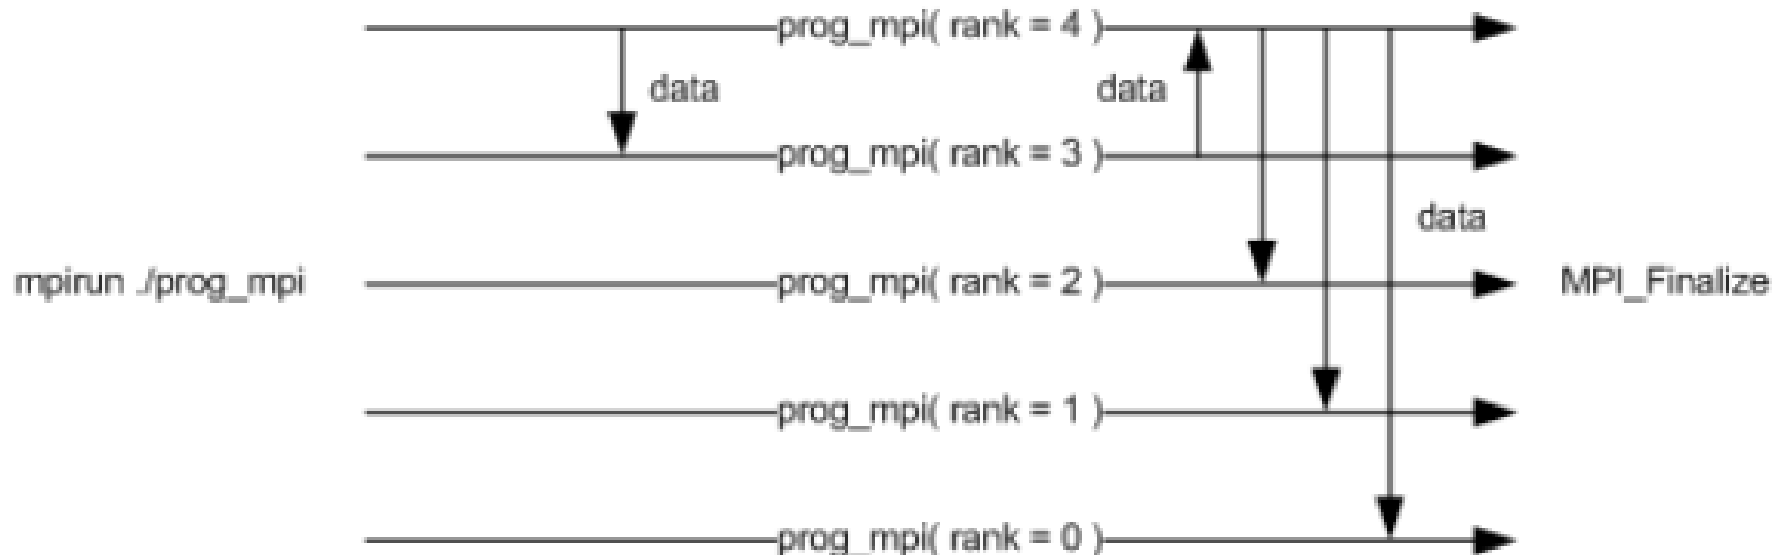 prog_mpi( rank = 4 )
data
data
prog_mpi( rank = 3 )
data
mpirun ./prog_mpi
prog_mpi( rank = 2 )
MPI_Finalize
prog_mpi( rank = 1 )
prog_mpi( rank = 0 )